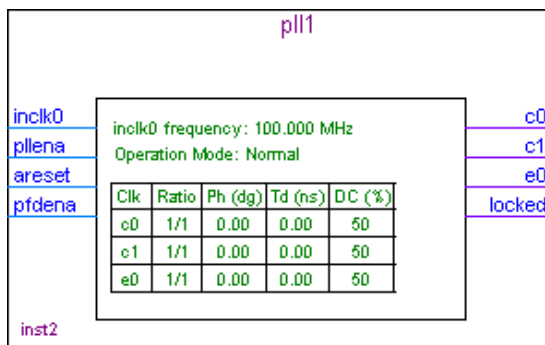 pll1
inclk0
pllena
areset
pfdena
inclk0 frequency: 100.000 MHz
Operation Mode: Normal
Clk Ratio Ph (dg) Td (ns) DC (%)
c0 1/1 0.00 0.00 50
c1 1/1 0.00 0.00 50
e0 1/1 0.00 0.00 50
c0
c1
e0
locked
inst2